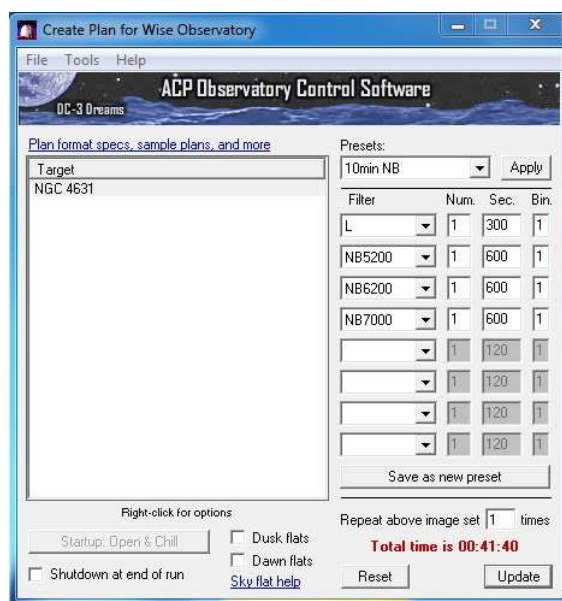 Create Plan for Wise Observatory
File Tools Help
ACP Observatory Control Software
DC-3 Dreams
Plan format specs, sample plans, and more
Target
NGC 4631
Right-click for options
Startup: Open & Chill
Dusk flats
Dawn flats
Shutdown at end of run
Sky flat help
Presets:
10min NB Apply
Filter Num. Sec. Bin.
L 1 300 1
NB5200 1 600 1
NB6200 1 600 1
NB7000 1 600 1
1 120 1
1 120 1
1 120 1
1 120 1
Save as new preset
Repeat above image set 1 times
Total time is 00:41:40
Reset Update